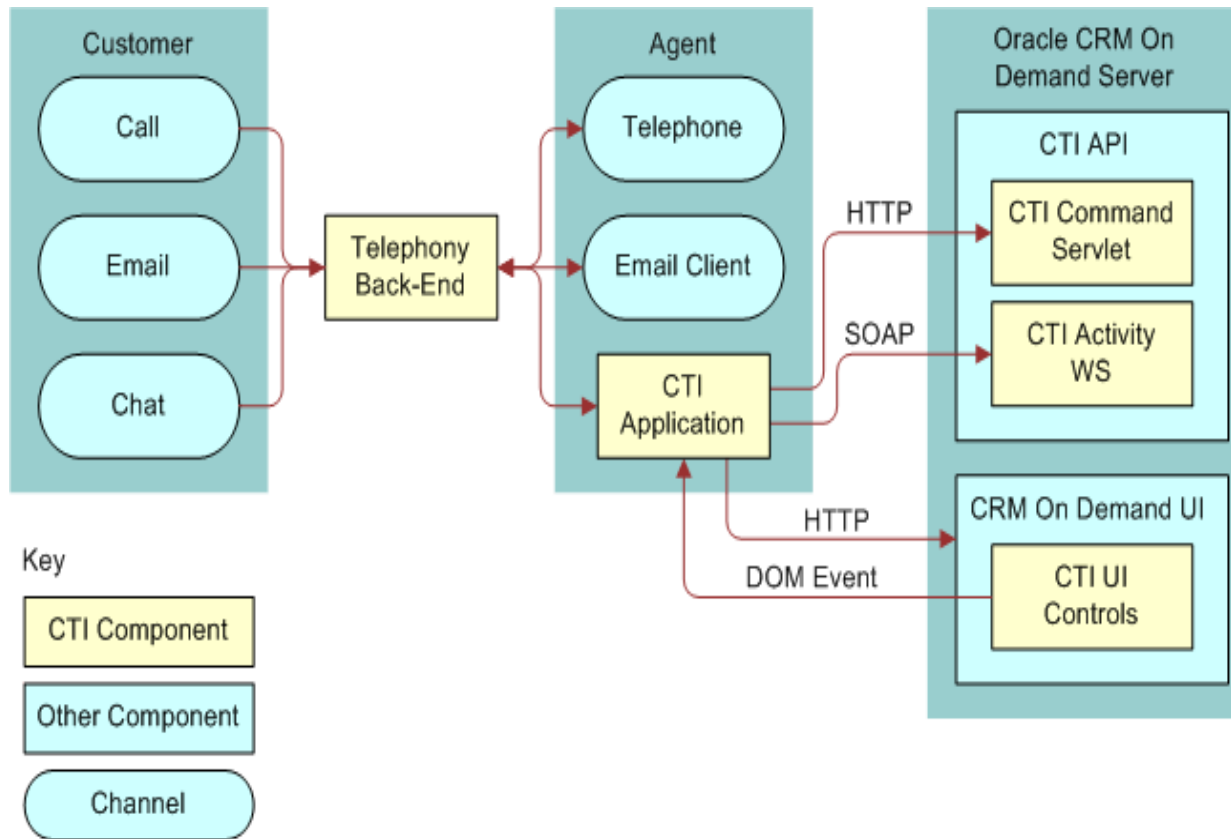 Customer
Call
Email
Chat
Telephony
Back-End
Agent
Telephone
Email Client
CTI
Application
HTTP
SOAP
HTTP
DOM Event
Oracle CRM On
Demand Server
CTI API
CTI Command
Servlet
CTI Activity
WS
CRM On Demand UI
CTI UI
Controls
Key
CTI Component
Other Component
Channel